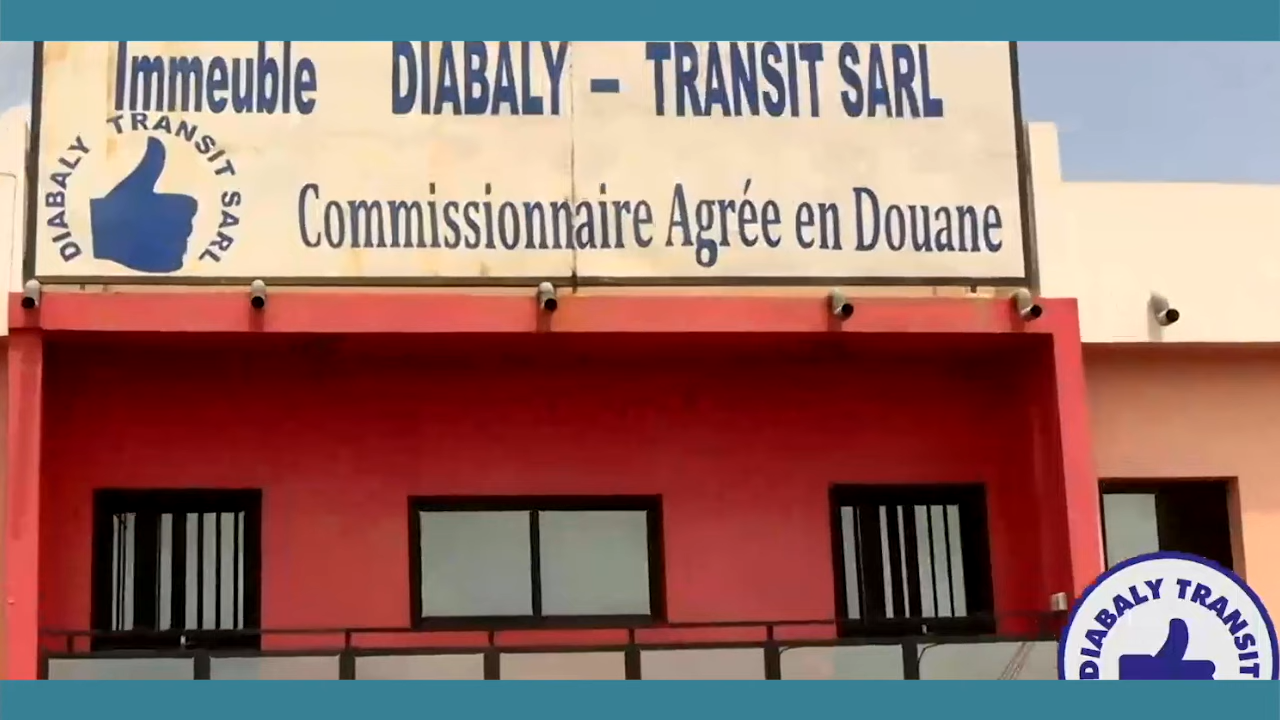 Immeuble DIABALY – TRANSIT SARL
DIABALY TRANSIT SARL
Commissionnaire Agrée en Douane
DIABALY TRANSIT